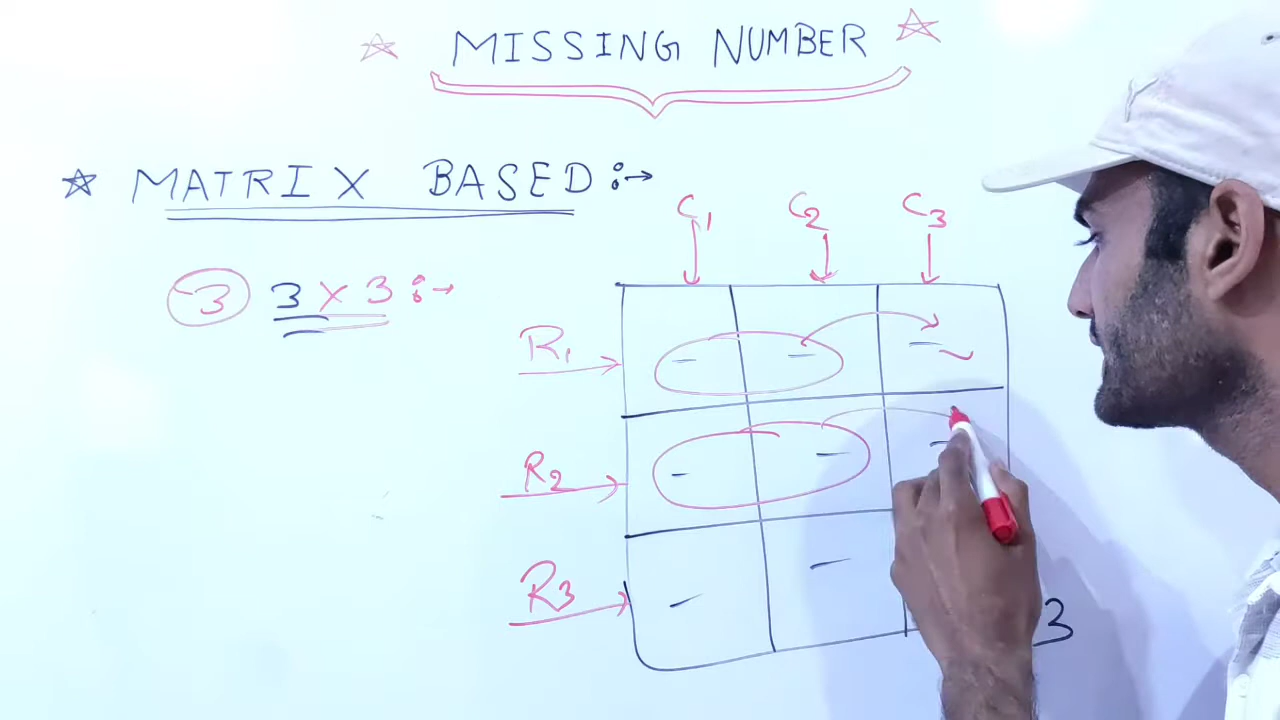 ☆ MISSING NUMBER ☆
☆ MATRIX BASED :→
3 3 x 3 :→
C1 C2 C3
R1
R2
R3
3